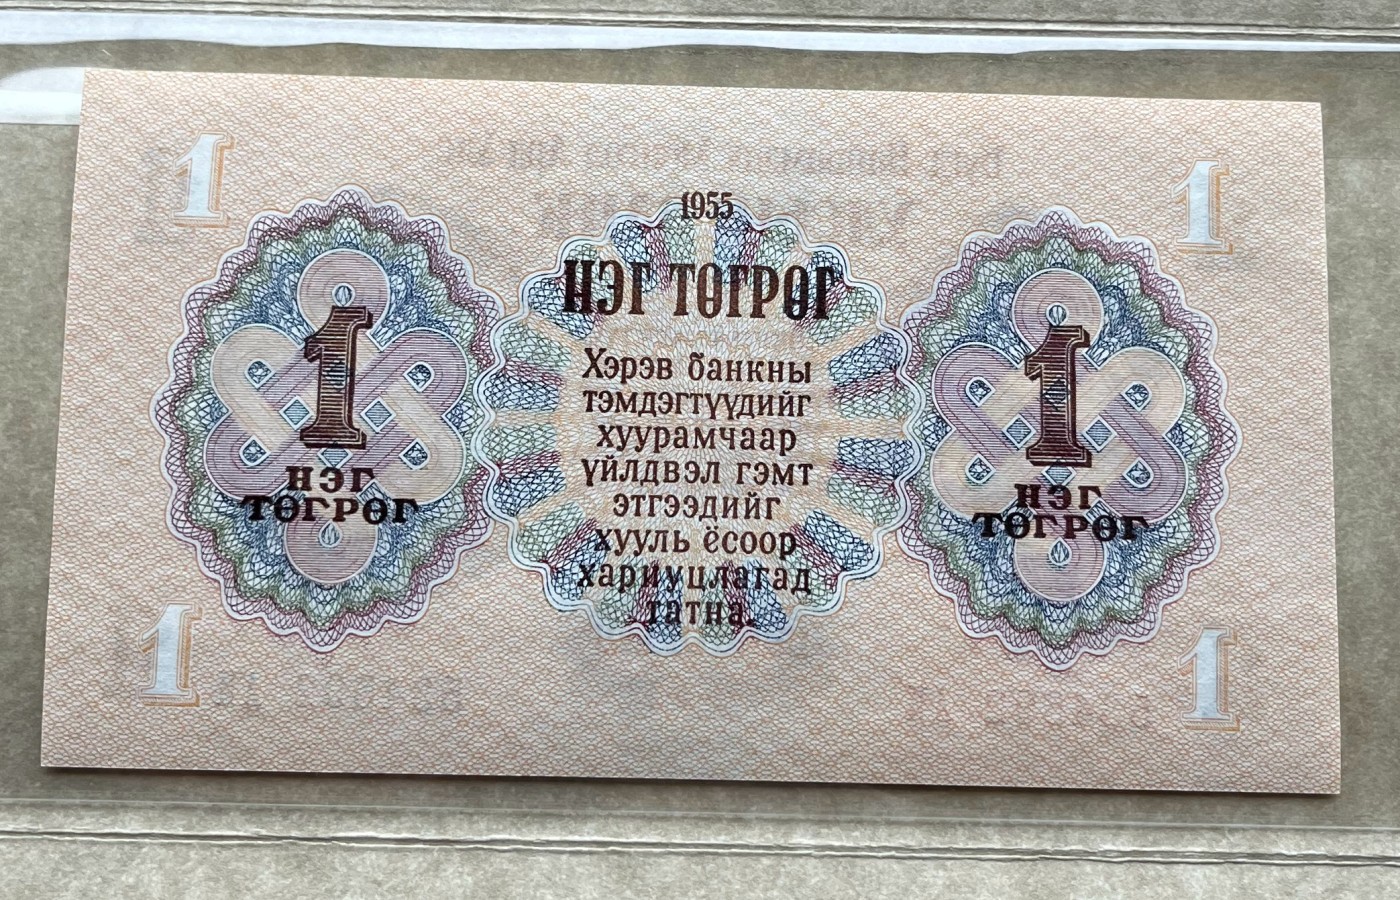 1
1
1955
НЭГ ТӨГРӨГ
Хэрэв банкны
тэмдэгтүүдийг
хуурамчаар
үйлдвэл гэмт
этгээдийг
хууль ёсоор
хариуцлагад
татна.
1
НЭГ
ТӨГРӨГ
1
НЭГ
ТӨГРӨГ
1
1